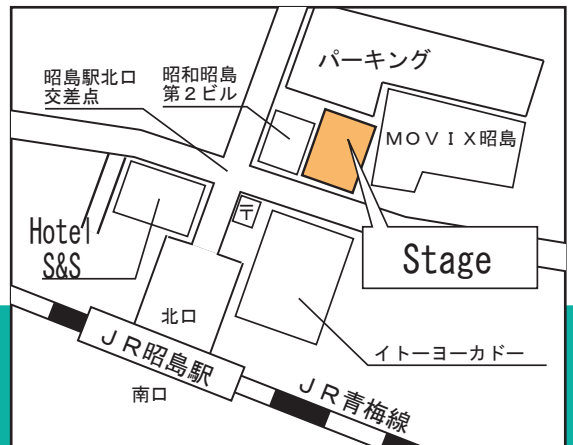 パーキング
昭島駅北口
交差点
昭和昭島
第2ビル
ＭＯＶＩＸ昭島
〒
Hotel
S&S
Stage
北口
ＪＲ昭島駅
イトーヨーカドー
南口
ＪＲ青梅線